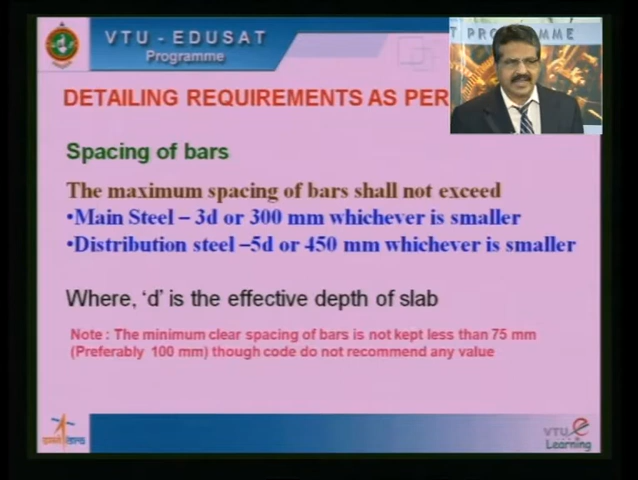 VTU - EDUSAT
Programme
T PROGRAMME
DETAILING REQUIREMENTS AS PER
Spacing of bars
The maximum spacing of bars shall not exceed
•Main Steel – 3d or 300 mm whichever is smaller
•Distribution steel –5d or 450 mm whichever is smaller
Where, ‘d’ is the effective depth of slab
Note : The minimum clear spacing of bars is not kept less than 75 mm
(Preferably 100 mm) though code do not recommend any value
VTU e
Learning